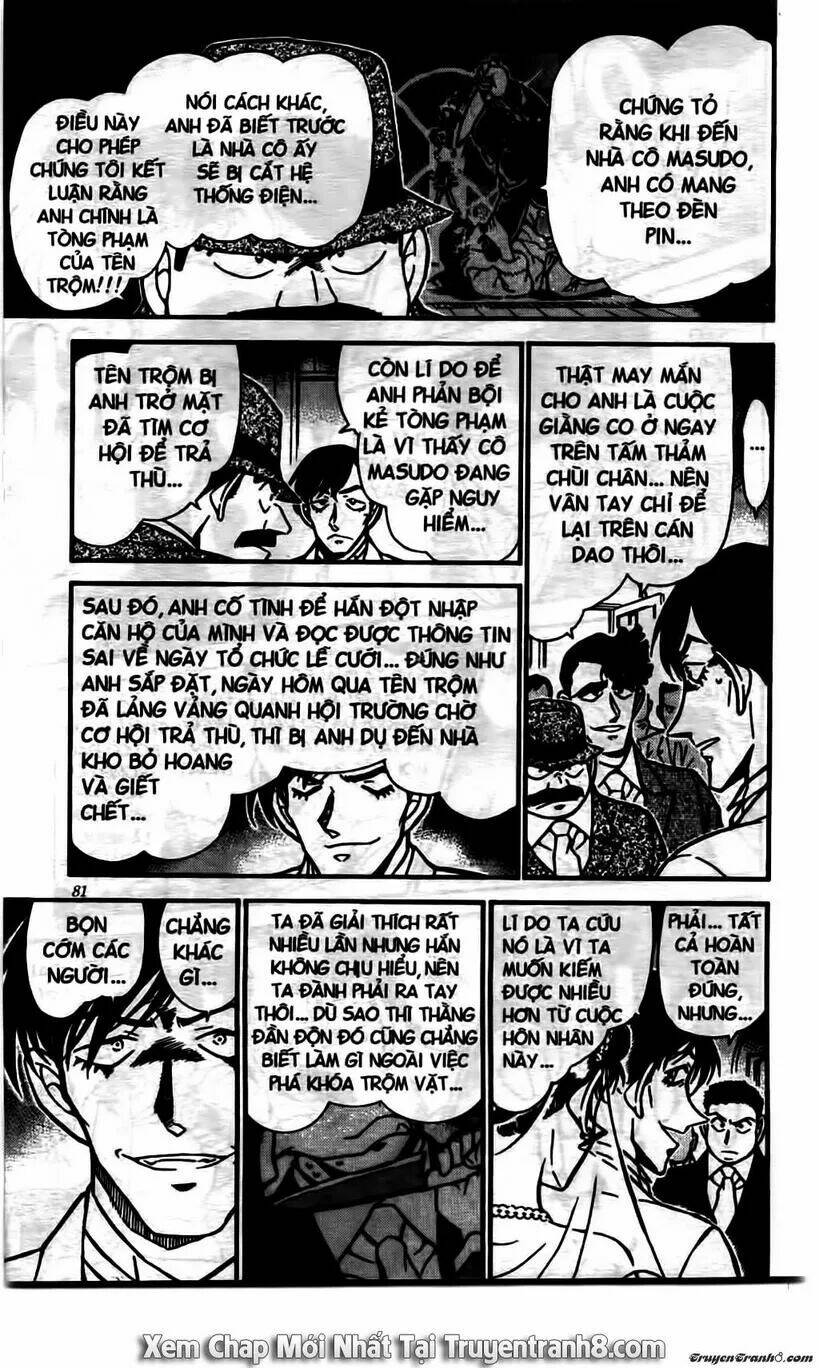 CHỨNG TỎ
RẰNG KHI ĐẾN
NHÀ CÔ MASUDO,
ANH CÓ MANG
THEO ĐÈN
PIN...
NÓI CÁCH KHÁC,
ANH ĐÃ BIẾT TRƯỚC
LÀ NHÀ CÔ ẤY
SẼ BỊ CẮT HỆ
THỐNG ĐIỆN...
ĐIỀU NÀY
CHO PHÉP
CHÚNG TÔI KẾT
LUẬN RẰNG
ANH CHÍNH LÀ
TÒNG PHẠM
CỦA TÊN
TRỘM!!!
...
THẬT MAY MẮN
CHO ANH LÀ CUỘC
GIẰNG CO Ở NGAY
TRÊN TẤM THẢM
CHÙI CHÂN... NÊN
VÂN TAY CHỈ ĐỂ
LẠI TRÊN CÁN
DAO THÔI...
CÒN LÍ DO ĐỂ
ANH PHẢN BỘI
KẺ TÒNG PHẠM
LÀ VÌ THẤY CÔ
MASUDO ĐANG
GẶP NGUY
HIỂM...
TÊN TRỘM BỊ
ANH TRỞ MẶT
ĐÃ TÌM CƠ
HỘI ĐỂ TRẢ
THÙ...
SAU ĐÓ, ANH CỐ TÌNH ĐỂ HẮN ĐỘT NHẬP
CĂN HỘ CỦA MÌNH VÀ ĐỌC ĐƯỢC THÔNG TIN
SAI VỀ NGÀY TỔ CHỨC LỄ CƯỚI... ĐÚNG NHƯ
ANH SẮP ĐẶT, NGÀY HÔM QUA TÊN TRỘM
ĐÃ LẢNG VẢNG QUANH HỘI TRƯỜNG CHỜ
CƠ HỘI TRẢ THÙ, THÌ BỊ ANH DỤ ĐẾN NHÀ
KHO BỎ HOANG
VÀ GIẾT
CHẾT...
81
PHẢI... TẤT
CẢ HOÀN
TOÀN
ĐÚNG,
NHƯNG...
LÍ DO TA CỨU
NÓ LÀ VÌ TA
MUỐN KIẾM
ĐƯỢC NHIỀU
HƠN TỪ CUỘC
HÔN NHÂN
NÀY...
TA ĐÃ GIẢI THÍCH RẤT
NHIỀU LẦN NHƯNG HẮN
KHÔNG CHỊU HIỂU, NÊN
TA ĐÀNH PHẢI RA TAY
THÔI... DÙ SAO THÌ THẰNG
ĐẦN ĐỘN ĐÓ CŨNG CHẲNG
BIẾT LÀM GÌ NGOÀI VIỆC
PHÁ KHÓA TRỘM VẶT...
CHẲNG
KHÁC
GÌ...
BỌN
CỚM CÁC
NGƯỜI...
Xem Chap Mới Nhất Tại Truyentranh8.com
TruyenTranh8.com